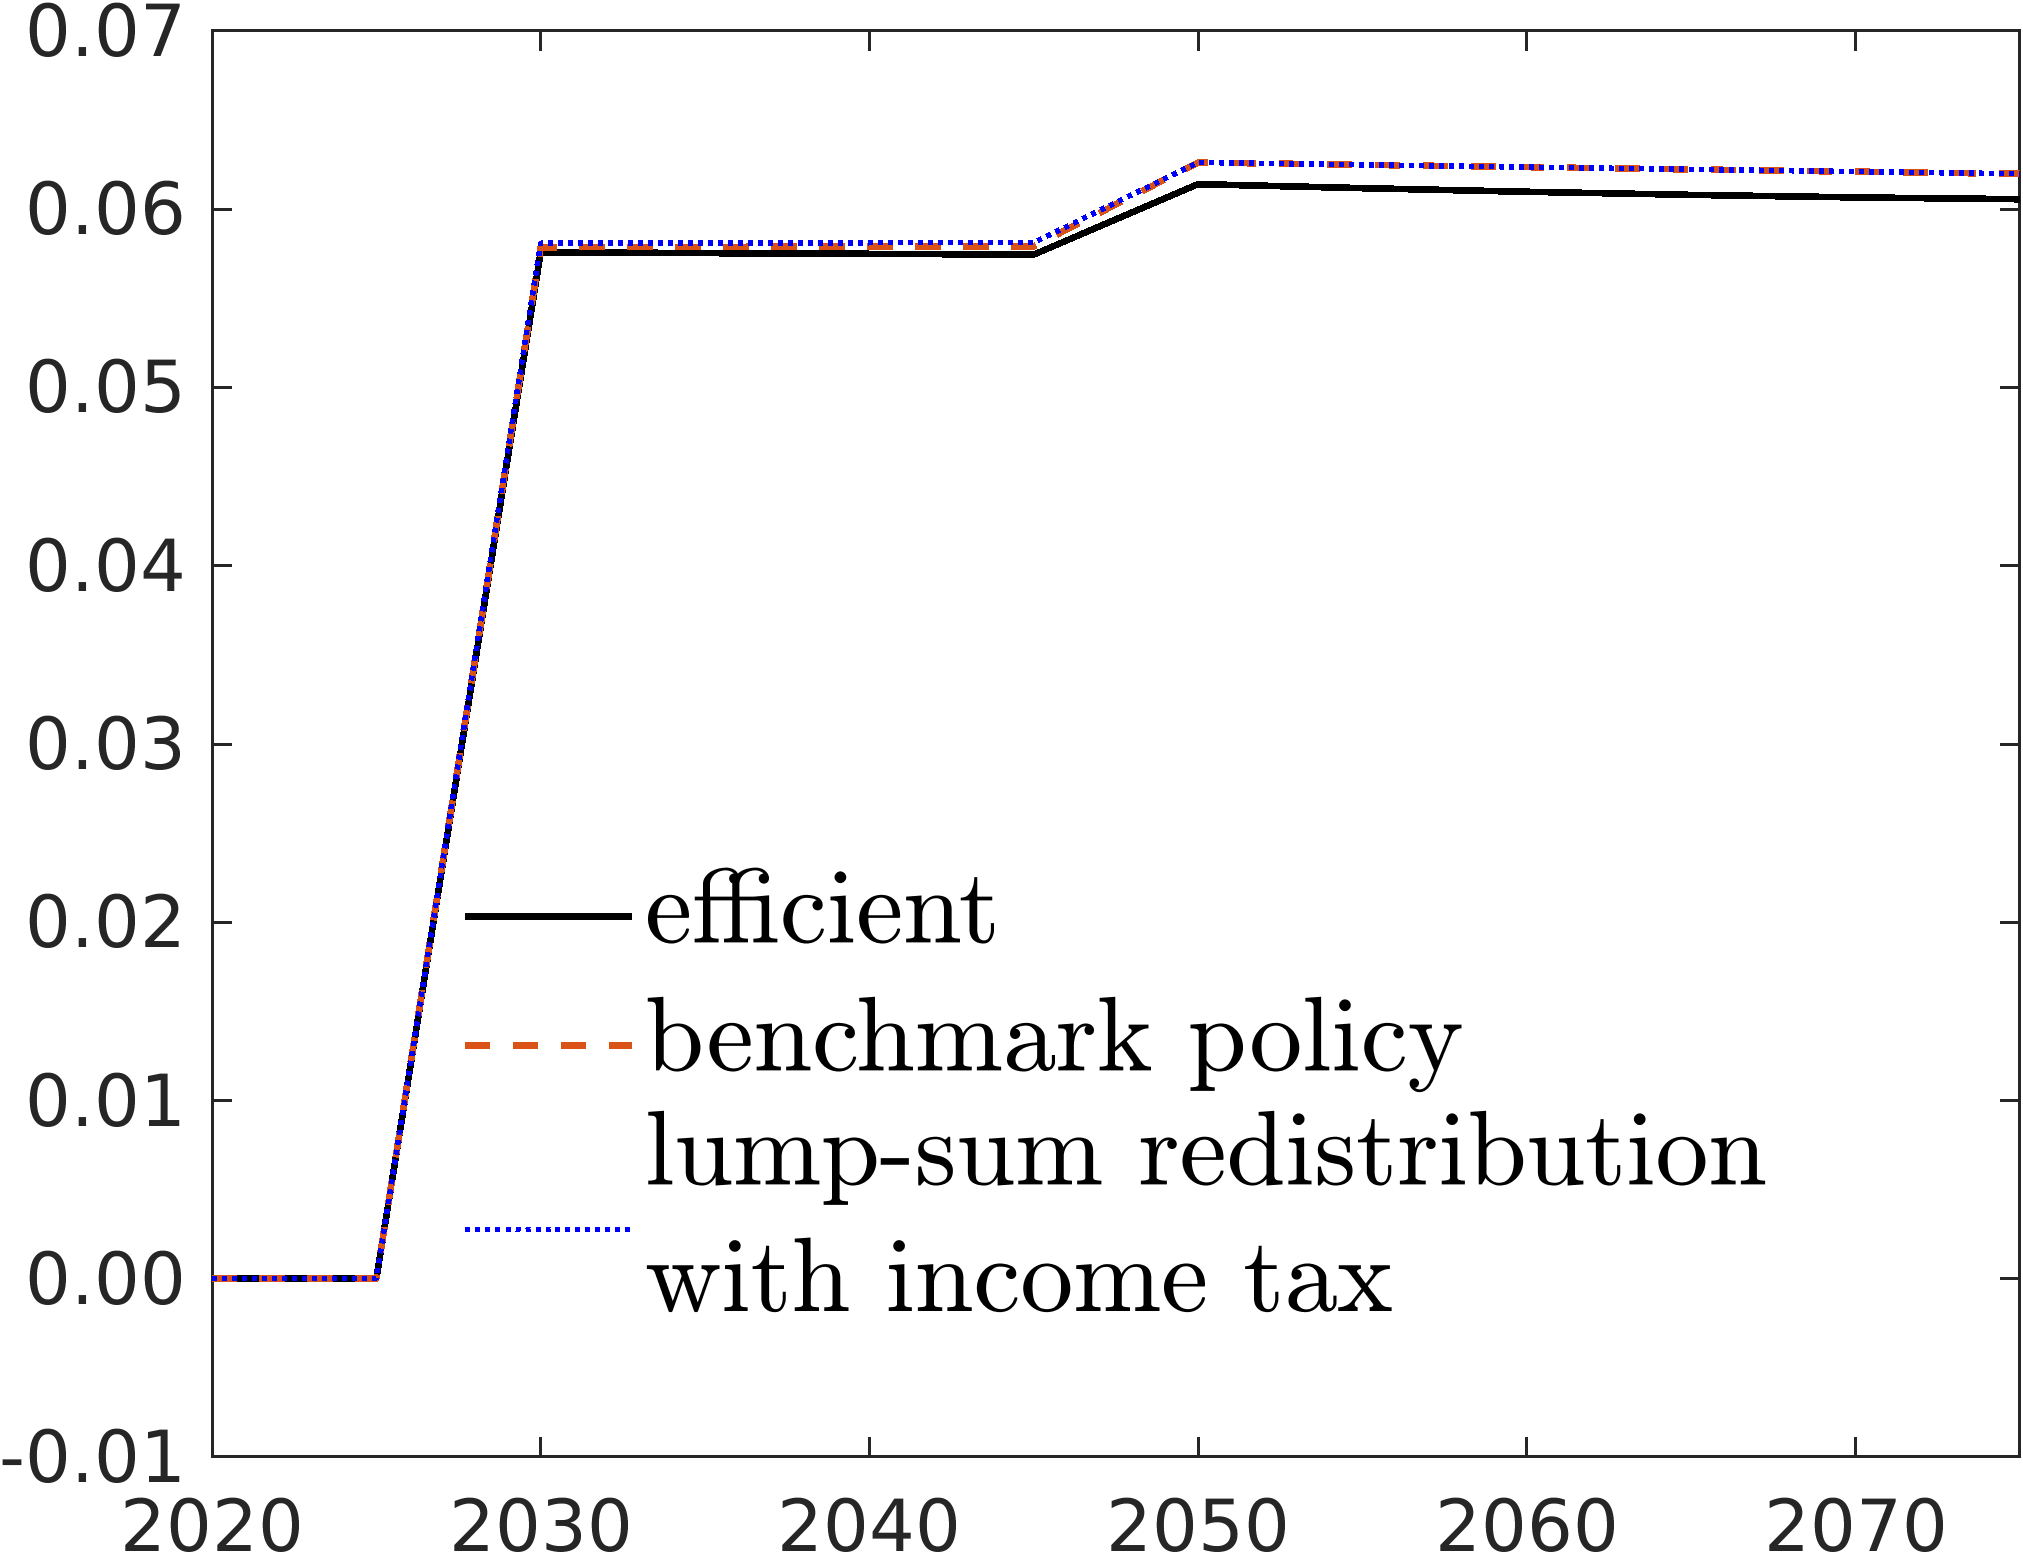 0.07
0.06
0.05
0.04
0.03
0.02
0.01
0.00
-0.01
efficient
benchmark policy
lump-sum redistribution
with income tax
2020 2030 2040 2050 2060 2070